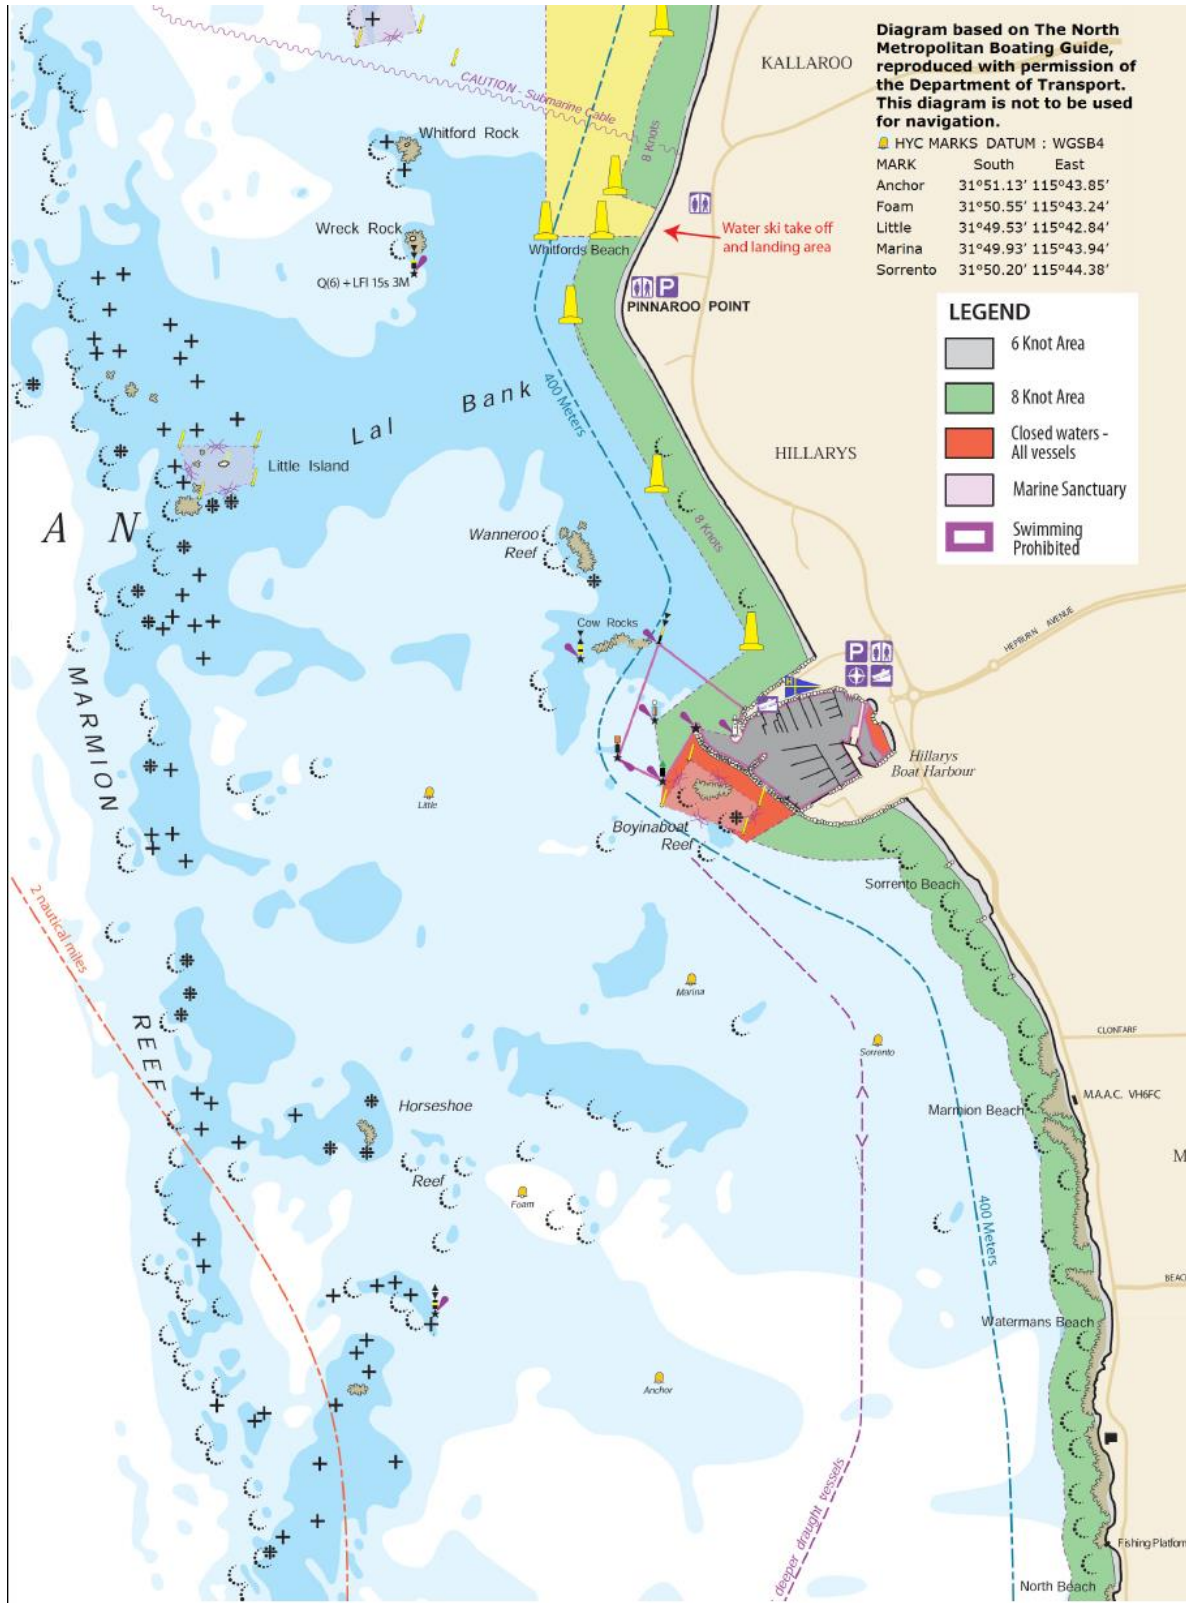 KALLAROO
Diagram based on The North
Metropolitan Boating Guide,
reproduced with permission of
the Department of Transport.
This diagram is not to be used
for navigation.
HYC MARKS DATUM : WGSB4
MARK South East
Anchor 31°51.13' 115°43.85'
Foam 31°50.55' 115°43.24'
Little 31°49.53' 115°42.84'
Marina 31°49.93' 115°43.94'
Sorrento 31°50.20' 115°44.38'
LEGEND
6 Knot Area
8 Knot Area
Closed waters -
All vessels
Marine Sanctuary
Swimming
Prohibited
CAUTION - Submarine Cable
8 Knots
Whitford Rock
Wreck Rock
Q(6) + LFl 15s 3M
Whitfords Beach
Water ski take off
and landing area
P
PINNAROO POINT
400 Meters
Lal Bank
HILLARYS
Little Island
A N
8 Knots
Wanneroo
Reef
Cow Rocks
HEPBURN AVENUE
P
H
MARMION
Hillarys
Boat Harbour
Little
Boyinaboat
Reef
Sorrento Beach
2 nautical miles
Marina
REEF
Sorrento
CLONTARF
M.A.A.C. VH6FC
Marmion Beach
Horseshoe
Reef
M
Foam
400 Meters
BEAC
Watermans Beach
Anchor
deeper draught vessels
Fishing Platform
North Beach